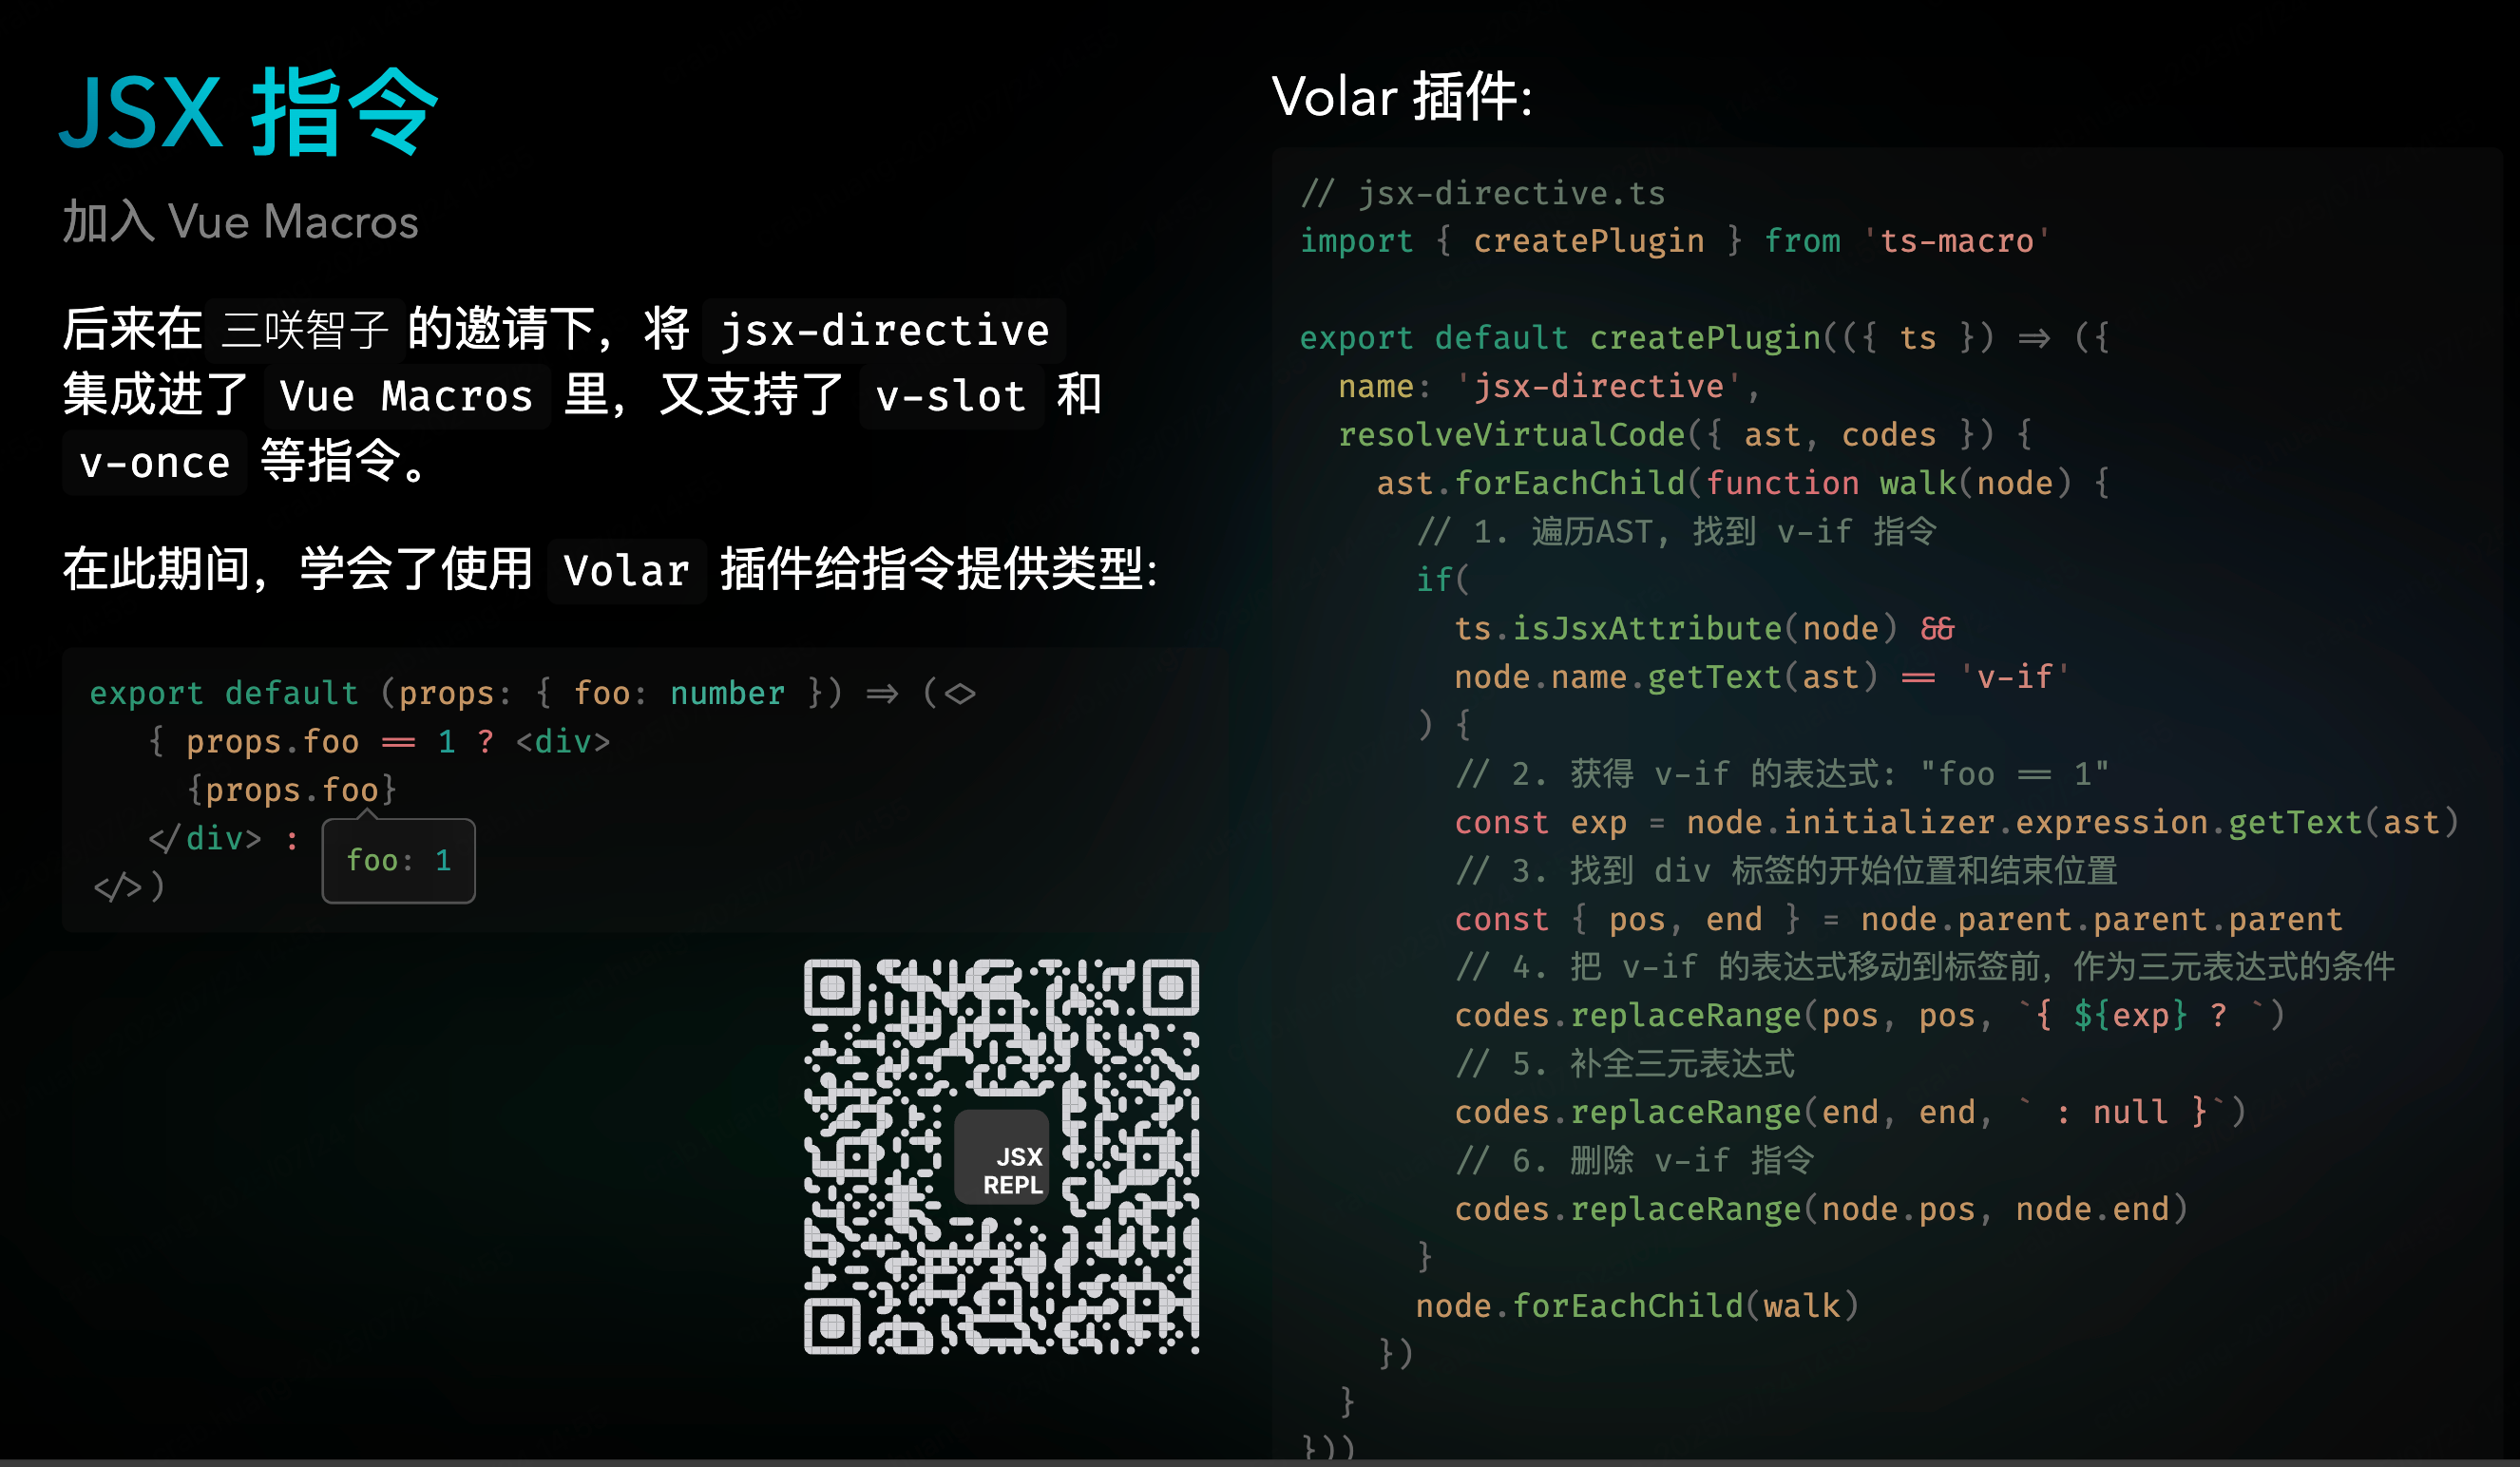 JSX 指令
加入 Vue Macros
后来在 三咲智子 的邀请下，将 jsx-directive
集成进了 Vue Macros 里，又支持了 v-slot 和
v-once 等指令。
在此期间，学会了使用 Volar 插件给指令提供类型:
export default (props: { foo: number }) => (<>
{ props.foo == 1 ? <div>
{props.foo}
</div> :
foo: 1
</>)
JSX
REPL
Volar 插件:
// jsx-directive.ts
import { createPlugin } from 'ts-macro'
export default createPlugin(({ ts }) => ({
name: 'jsx-directive',
resolveVirtualCode({ ast, codes }) {
ast.forEachChild(function walk(node) {
// 1. 遍历AST, 找到 v-if 指令
if(
ts.isJsxAttribute(node) &&
node.name.getText(ast) == 'v-if'
) {
// 2. 获得 v-if 的表达式: "foo == 1"
const exp = node.initializer.expression.getText(ast)
// 3. 找到 div 标签的开始位置和结束位置
const { pos, end } = node.parent.parent.parent
// 4. 把 v-if 的表达式移动到标签前，作为三元表达式的条件
codes.replaceRange(pos, pos, `{ ${exp} ? `)
// 5. 补全三元表达式
codes.replaceRange(end, end, ` : null }`)
// 6. 删除 v-if 指令
codes.replaceRange(node.pos, node.end)
}
node.forEachChild(walk)
})
}
}))